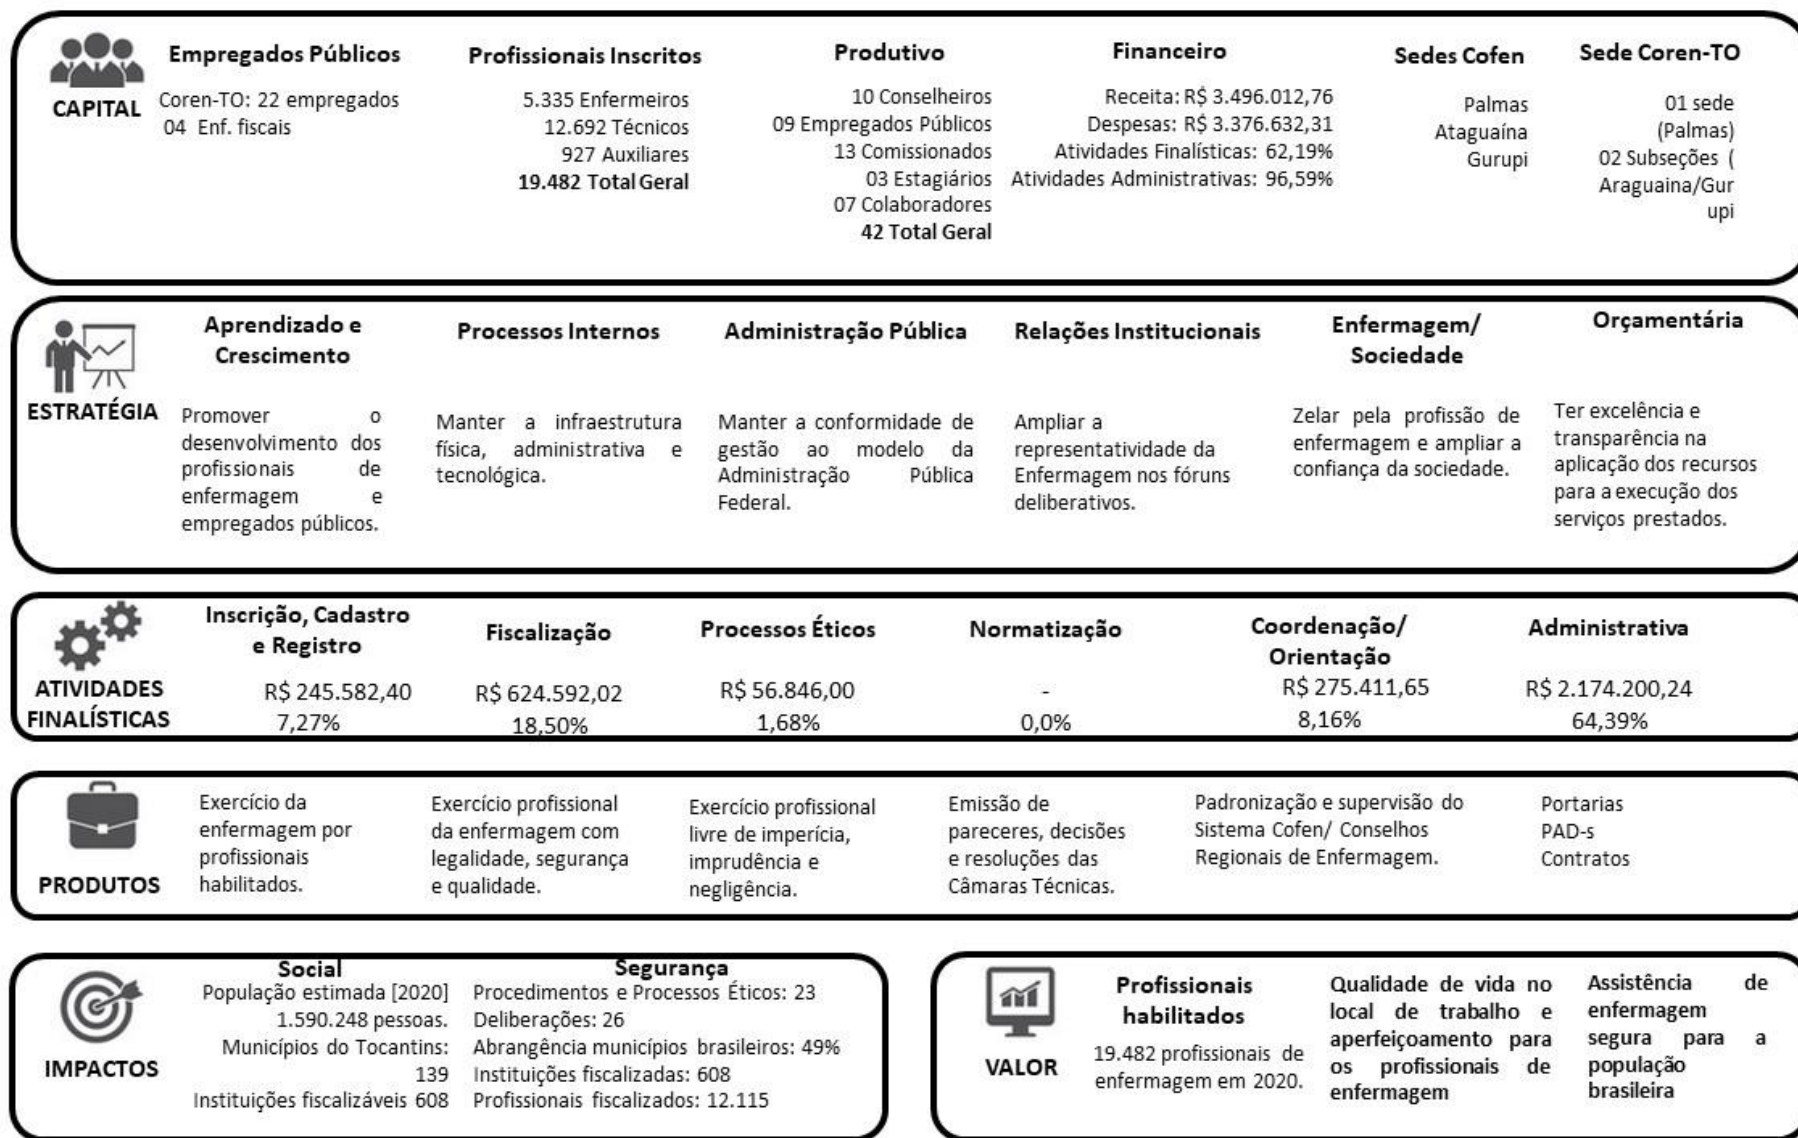 CAPITAL
Empregados Públicos
Coren-TO: 22 empregados
04 Enf. fiscais
Profissionais Inscritos
5.335 Enfermeiros
12.692 Técnicos
927 Auxiliares
19.482 Total Geral
Produtivo
10 Conselheiros
09 Empregados Públicos
13 Comissionados
03 Estagiários
07 Colaboradores
42 Total Geral
Financeiro
Receita: R$ 3.496.012,76
Despesas: R$ 3.376.632,31
Atividades Finalísticas: 62,19%
Atividades Administrativas: 96,59%
Sedes Cofen
Palmas
Ataguaína
Gurupi
Sede Coren-TO
01 sede
(Palmas)
02 Subseções (
Araguaina/Gur
upi
ESTRATÉGIA
Aprendizado e
Crescimento
Promover o
desenvolvimento dos
profissionais de
enfermagem e
empregados públicos.
Processos Internos
Manter a infraestrutura
física, administrativa e
tecnológica.
Administração Pública
Manter a conformidade de
gestão ao modelo da
Administração Pública
Federal.
Relações Institucionais
Ampliar a
representatividade da
Enfermagem nos fóruns
deliberativos.
Enfermagem/
Sociedade
Zelar pela profissão de
enfermagem e ampliar a
confiança da sociedade.
Orçamentária
Ter excelência e
transparência na
aplicação dos recursos
para a execução dos
serviços prestados.
ATIVIDADES
FINALÍSTICAS
Inscrição, Cadastro
e Registro
R$ 245.582,40
7,27%
Fiscalização
R$ 624.592,02
18,50%
Processos Éticos
R$ 56.846,00
1,68%
Normatização
-
0,0%
Coordenação/
Orientação
R$ 275.411,65
8,16%
Administrativa
R$ 2.174.200,24
64,39%
PRODUTOS
Exercício da
enfermagem por
profissionais
habilitados.
Exercício profissional
da enfermagem com
legalidade, segurança
e qualidade.
Exercício profissional
livre de imperícia,
imprudência e
negligência.
Emissão de
pareceres, decisões
e resoluções das
Câmaras Técnicas.
Padronização e supervisão do
Sistema Cofen/ Conselhos
Regionais de Enfermagem.
Portarias
PAD-s
Contratos
IMPACTOS
Social
População estimada [2020]
1.590.248 pessoas.
Municípios do Tocantins:
139
Instituições fiscalizáveis 608
Segurança
Procedimentos e Processos Éticos: 23
Deliberações: 26
Abrangência municípios brasileiros: 49%
Instituições fiscalizadas: 608
Profissionais fiscalizados: 12.115
VALOR
Profissionais
habilitados
19.482 profissionais de
enfermagem em 2020.
Qualidade de vida no
local de trabalho e
aperfeiçoamento para
os profissionais de
enfermagem
Assistência de
enfermagem
segura para a
população
brasileira